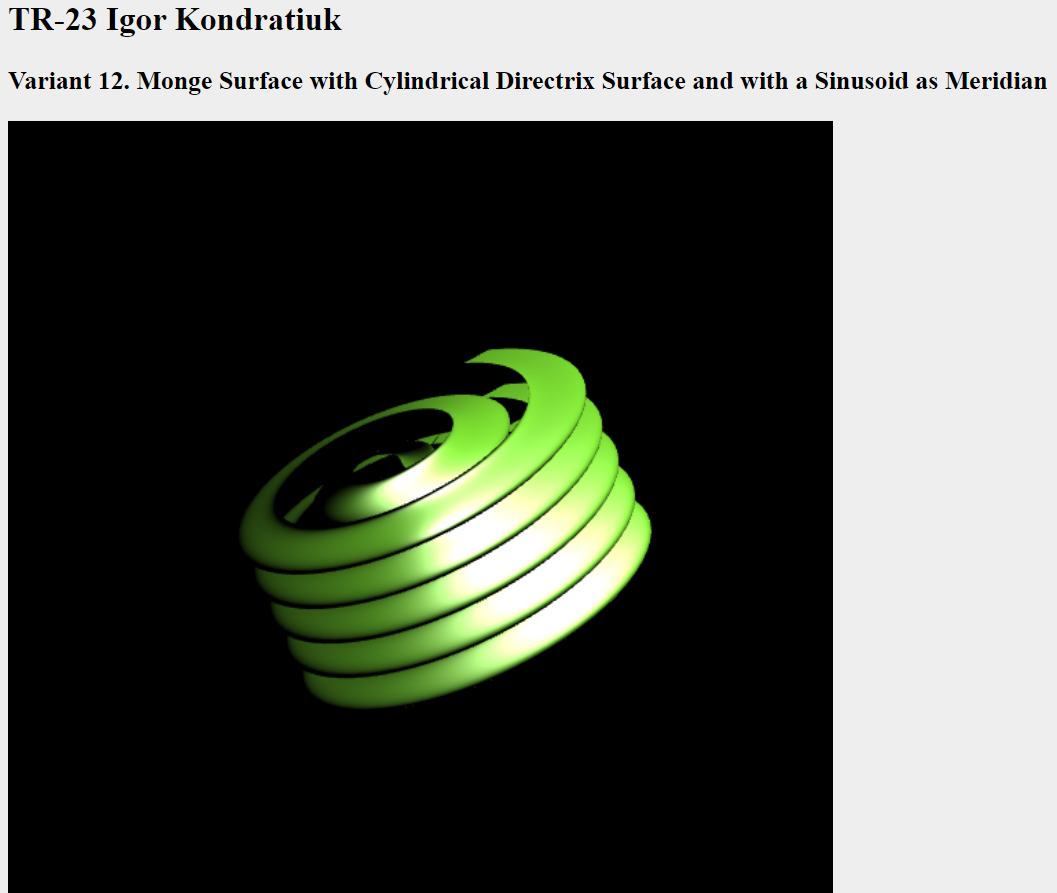 TR-23 Igor Kondratiuk
Variant 12. Monge Surface with Cylindrical Directrix Surface and with a Sinusoid as Meridian